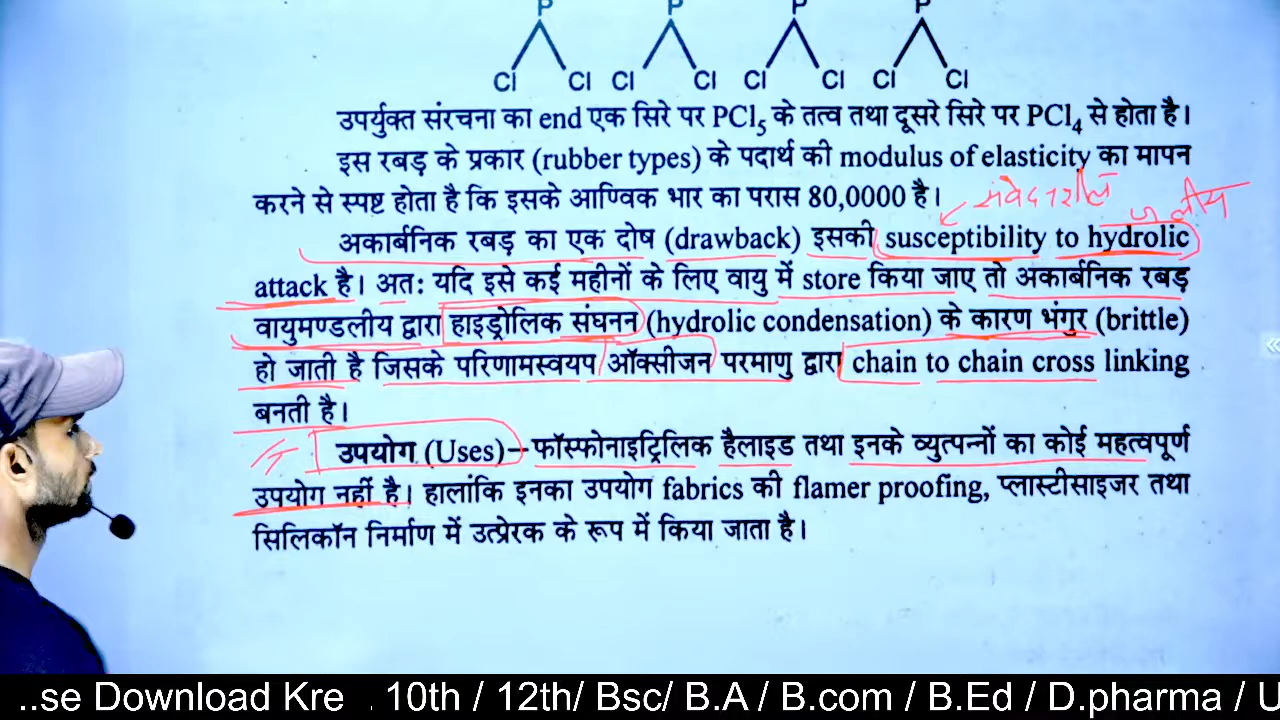 P P P P
Cl Cl Cl Cl Cl Cl Cl Cl
उपर्युक्त संरचना का end एक सिरे पर PCl₅ के तत्व तथा दूसरे सिरे पर PCl₄ से होता है।
इस रबड़ के प्रकार (rubber types) के पदार्थ की modulus of elasticity का मापन
करने से स्पष्ट होता है कि इसके आण्विक भार का परास 80,0000 है।
संवेदनशील
जलीय
अकार्बनिक रबड़ का एक दोष (drawback) इसकी susceptibility to hydrolic
attack है। अतः यदि इसे कई महीनों के लिए वायु में store किया जाए तो अकार्बनिक रबड़
वायुमण्डलीय द्वारा हाइड्रोलिक संघनन (hydrolic condensation) के कारण भंगुर (brittle)
हो जाती है जिसके परिणामस्वयप ऑक्सीजन परमाणु द्वारा chain to chain cross linking
बनती है।
उपयोग (Uses)–फॉस्फोनाइट्रिलिक हैलाइड तथा इनके व्युत्पन्नों का कोई महत्वपूर्ण
उपयोग नहीं है। हालांकि इनका उपयोग fabrics की flamer proofing, प्लास्टीसाइजर तथा
सिलिकॉन निर्माण में उत्प्रेरक के रूप में किया जाता है।
..se Download Kre . 10th / 12th/ Bsc/ B.A / B.com / B.Ed / D.pharma / U